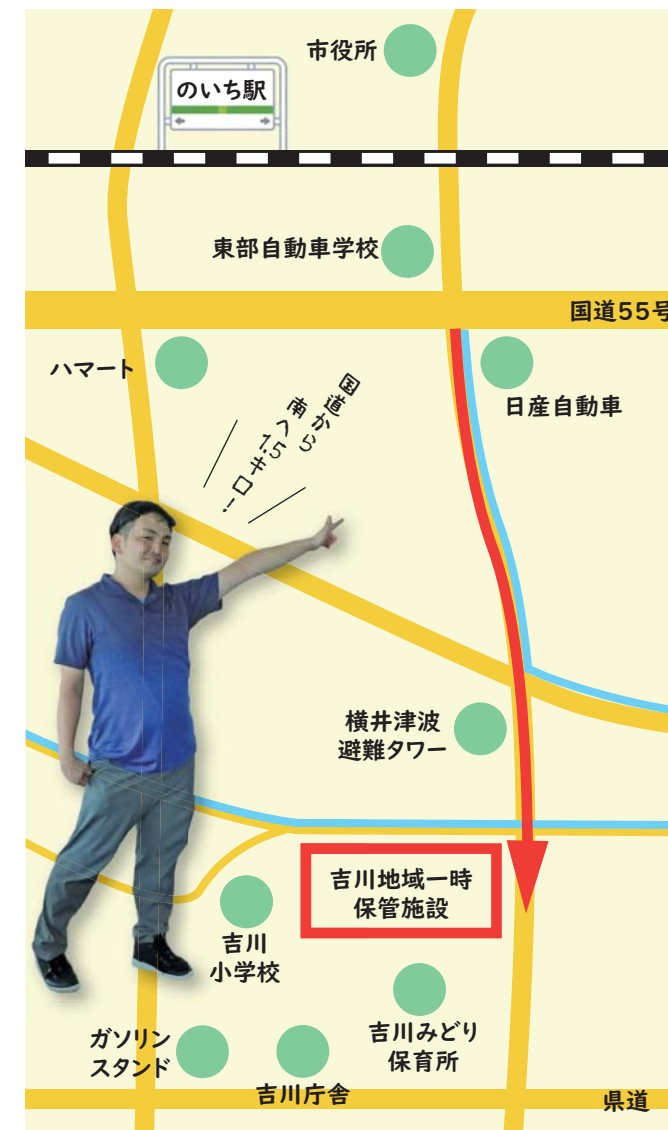 市役所
のいち駅
東部自動車学校
国道55号
ハマート
日産自動車
国道から
南へ1.5キロ!
横井津波
避難タワー
吉川地域一時
保管施設
吉川
小学校
吉川みどり
保育所
ガソリン
スタンド
吉川庁舎
県道